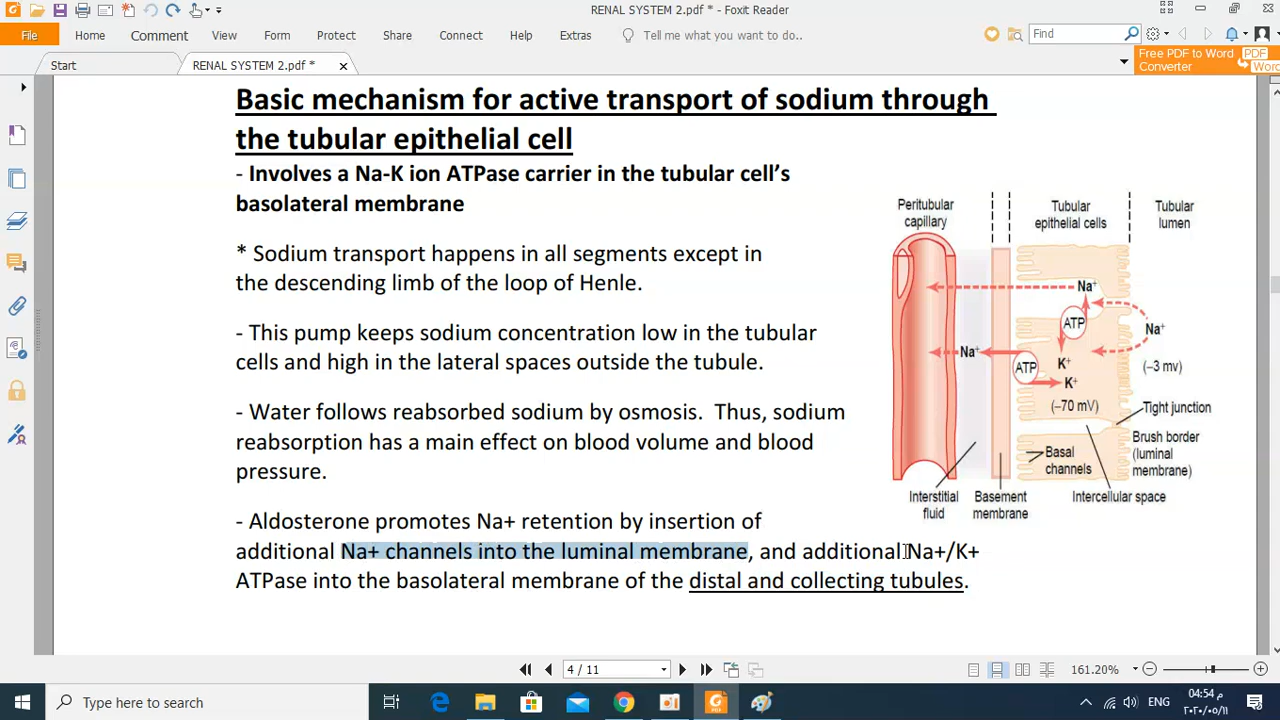 RENAL SYSTEM 2.pdf * - Foxit Reader
File Home Comment View Form Protect Share Connect Help Extras Tell me what you want to do.. Find
Start RENAL SYSTEM 2.pdf *
Free PDF to Word Converter
PDF
Word
Basic mechanism for active transport of sodium through
the tubular epithelial cell
- Involves a Na-K ion ATPase carrier in the tubular cell’s
basolateral membrane
* Sodium transport happens in all segments except in
the descending limb of the loop of Henle.
- This pump keeps sodium concentration low in the tubular
cells and high in the lateral spaces outside the tubule.
- Water follows reabsorbed sodium by osmosis. Thus, sodium
reabsorption has a main effect on blood volume and blood
pressure.
- Aldosterone promotes Na+ retention by insertion of
additional Na+ channels into the luminal membrane, and additional Na+/K+
ATPase into the basolateral membrane of the distal and collecting tubules.
Peritubular capillary
Tubular epithelial cells
Tubular lumen
Na⁺
ATP
Na⁺
K⁺
Na⁺
ATP
K⁺
(–3 mv)
(–70 mV)
Tight junction
Brush border (luminal membrane)
Basal channels
Interstitial fluid
Basement membrane
Intercellular space
4 / 11
161.20%
Type here to search
ENG
04:54 م
٢٠٢٠/٠٥/١١